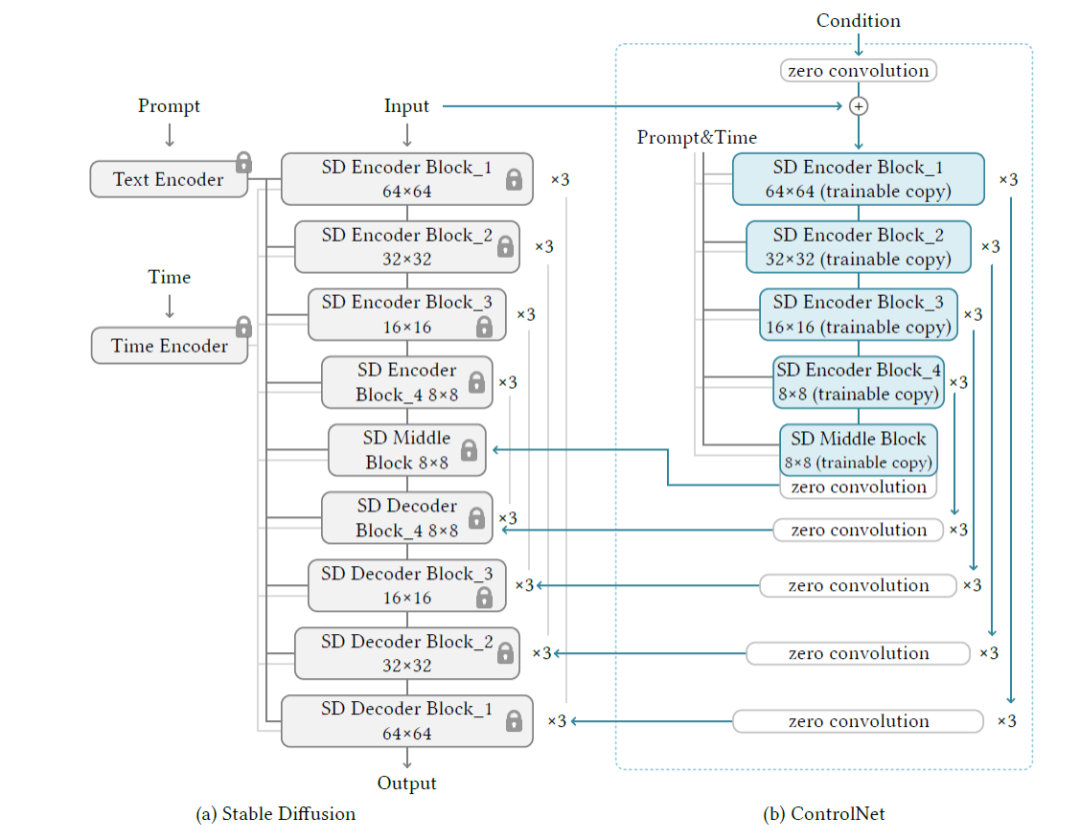 Condition
zero convolution
Prompt
Input
+
Prompt&Time
Text Encoder
SD Encoder Block_1
64×64
×3
SD Encoder Block_1
64×64 (trainable copy)
×3
SD Encoder Block_2
32×32
×3
SD Encoder Block_2
32×32 (trainable copy)
×3
Time
SD Encoder Block_3
16×16
×3
SD Encoder Block_3
16×16 (trainable copy)
×3
Time Encoder
SD Encoder
Block_4 8×8
×3
SD Encoder Block_4
8×8 (trainable copy)
×3
SD Middle
Block 8×8
SD Middle Block
8×8 (trainable copy)
zero convolution
SD Decoder
Block_4 8×8
×3
zero convolution
×3
SD Decoder Block_3
16×16
×3
zero convolution
×3
SD Decoder Block_2
32×32
×3
zero convolution
×3
SD Decoder Block_1
64×64
×3
zero convolution
×3
Output
(a) Stable Diffusion
(b) ControlNet